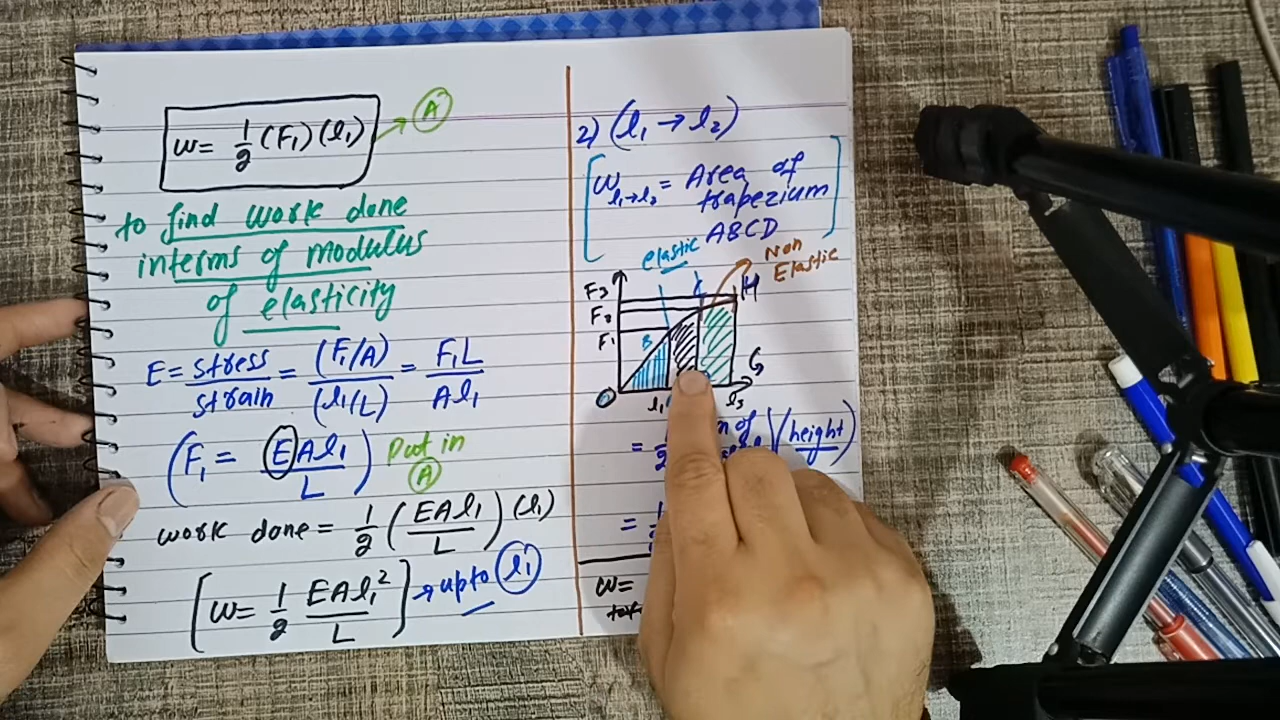 W = 1/2 (F₁)(l₁)
A
to find work done
interms of modulus
of elasticity
E = stress/strain = (F₁/A)/(l₁/L) = F₁L/Al₁
(F₁ = EAl₁/L) Put in
A
work done = 1/2 (EAl₁/L)(l₁)
[W = 1/2 EAl₁²/L] → upto l₁
2) (l₁ → l₂)
W l₁→l₂ = Area of
trapezium
ABCD
elastic
Non
Elastic
F₃
H
F₂
F₁
B
G
O
l₁
l₃
of
height
W =